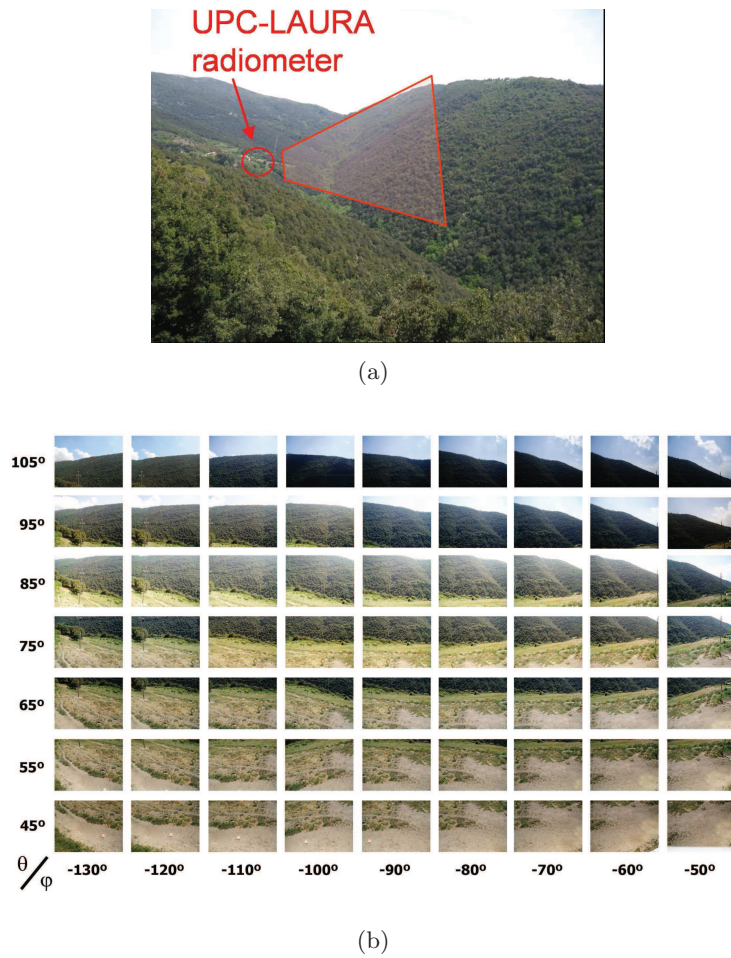 UPC-LAURA
radiometer
(a)
105º
95º
85º
75º
65º
55º
45º
θ/φ -130º -120º -110º -100º -90º -80º -70º -60º -50º
(b)